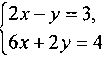 2x − y = 3,
6x + 2y = 4